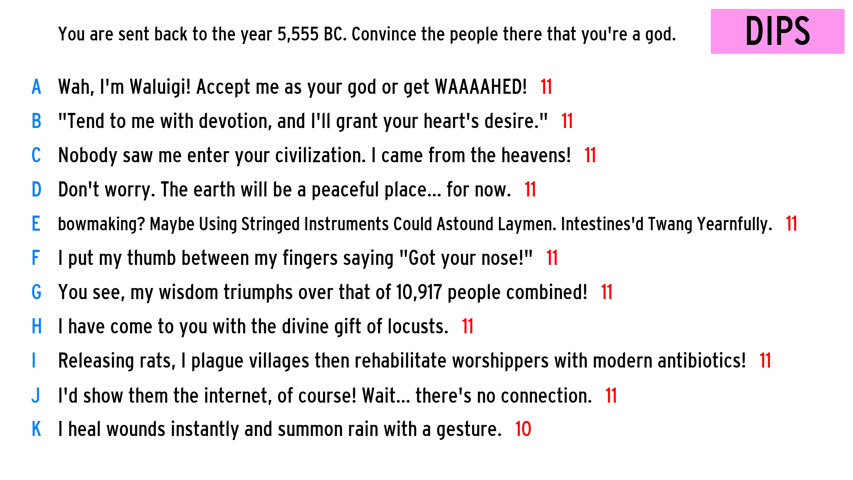 You are sent back to the year 5,555 BC. Convince the people there that you're a god.
DIPS
A Wah, I'm Waluigi! Accept me as your god or get WAAAAHED! 11
B "Tend to me with devotion, and I'll grant your heart's desire." 11
C Nobody saw me enter your civilization. I came from the heavens! 11
D Don't worry. The earth will be a peaceful place... for now. 11
E bowmaking? Maybe Using Stringed Instruments Could Astound Laymen. Intestines'd Twang Yearnfully. 11
F I put my thumb between my fingers saying "Got your nose!" 11
G You see, my wisdom triumphs over that of 10,917 people combined! 11
H I have come to you with the divine gift of locusts. 11
I Releasing rats, I plague villages then rehabilitate worshippers with modern antibiotics! 11
J I'd show them the internet, of course! Wait... there's no connection. 11
K I heal wounds instantly and summon rain with a gesture. 10